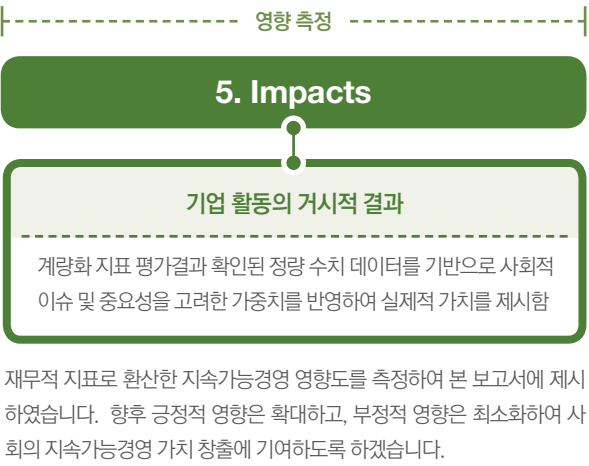 영향 측정
5. Impacts
기업 활동의 거시적 결과
계량화 지표 평가결과 확인된 정량 수치 데이터를 기반으로 사회적
이슈 및 중요성을 고려한 가중치를 반영하여 실제적 가치를 제시함
재무적 지표로 환산한 지속가능경영 영향도를 측정하여 본 보고서에 제시
하였습니다. 향후 긍정적 영향은 확대하고, 부정적 영향은 최소화하여 사
회의 지속가능경영 가치 창출에 기여하도록 하겠습니다.